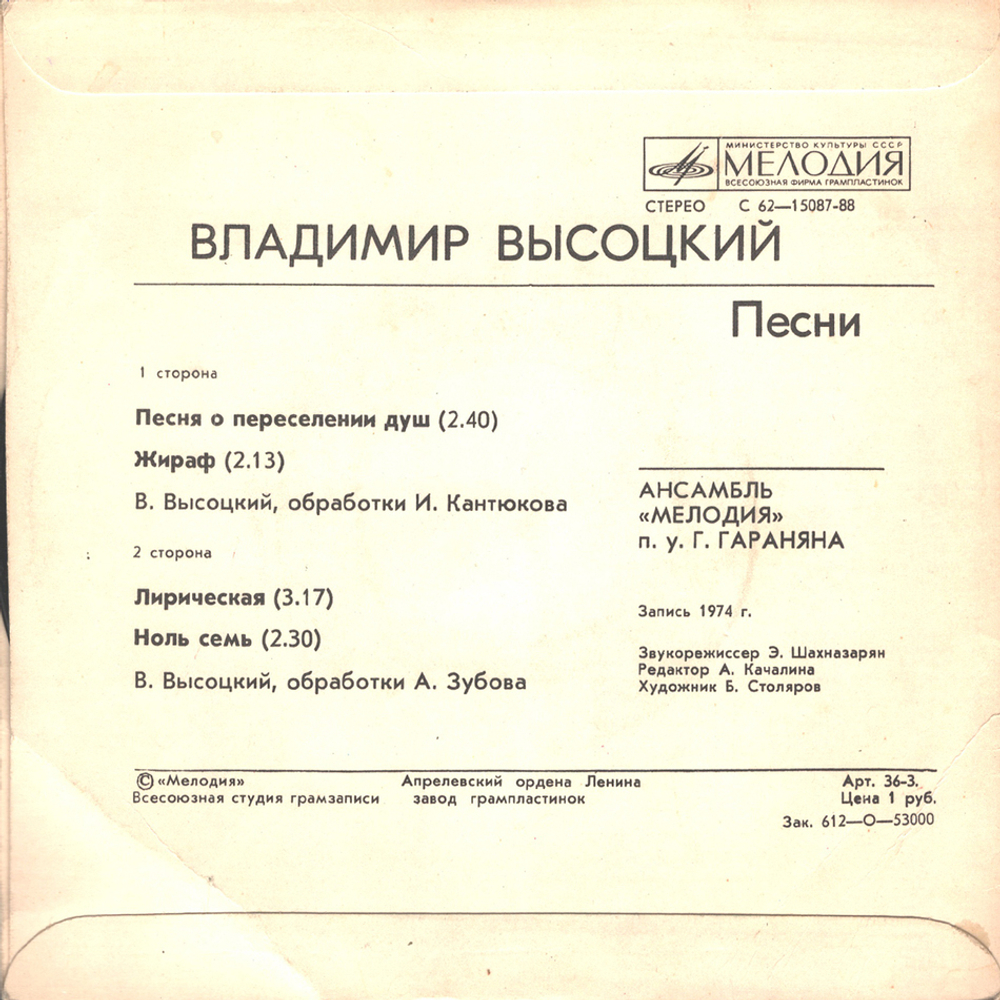 МИНИСТЕРСТВО КУЛЬТУРЫ СССР
МЕЛОДИЯ
ВСЕСОЮЗНАЯ ФИРМА ГРАМПЛАСТИНОК
СТЕРЕО С 62—15087-88
ВЛАДИМИР ВЫСОЦКИЙ
Песни
1 сторона
Песня о переселении душ (2.40)
Жираф (2.13)
В. Высоцкий, обработки И. Кантюкова
2 сторона
Лирическая (3.17)
Ноль семь (2.30)
В. Высоцкий, обработки А. Зубова
АНСАМБЛЬ
«МЕЛОДИЯ»
п. у. Г. ГАРАНЯНА
Запись 1974 г.
Звукорежиссер Э. Шахназарян
Редактор А. Качалина
Художник Б. Столяров
© «Мелодия»
Всесоюзная студия грамзаписи
Апрелевский ордена Ленина
завод грампластинок
Арт. 36-3.
Цена 1 руб.
Зак. 612—О—53000